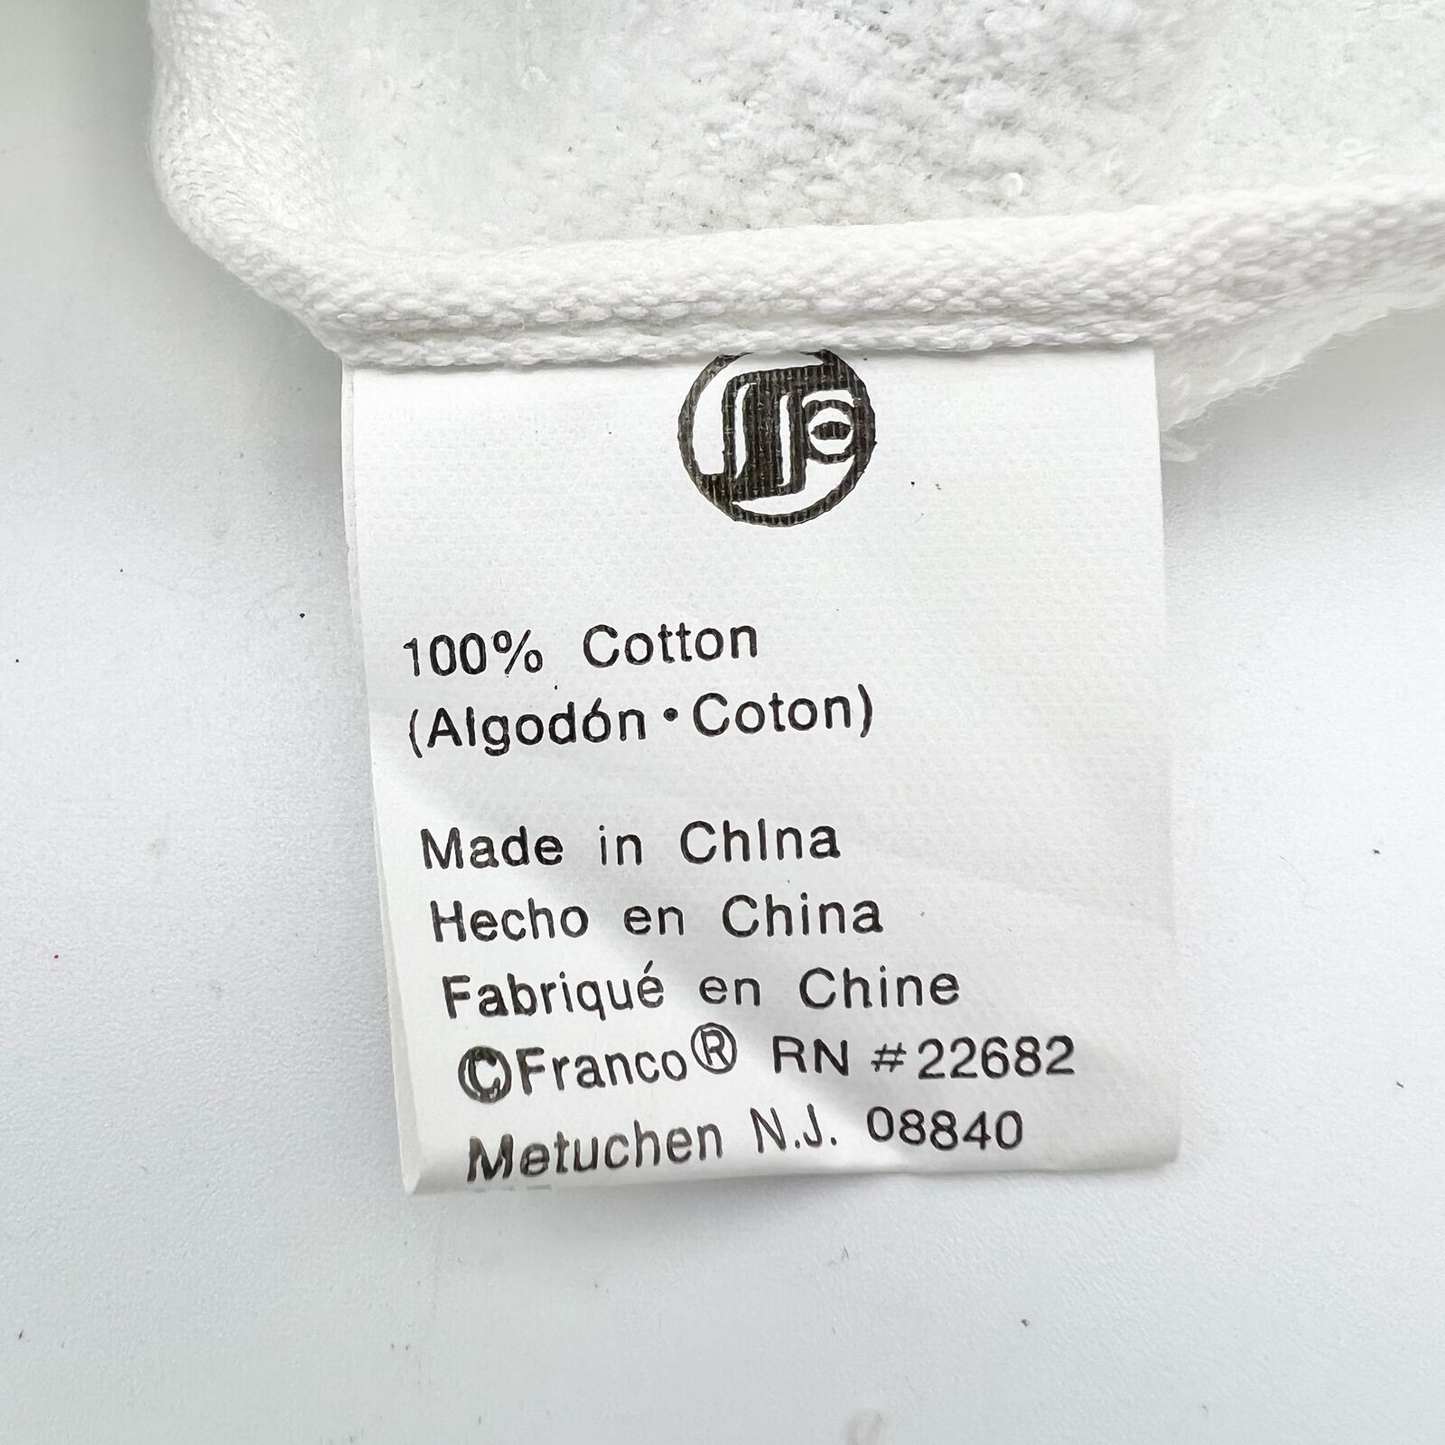 100% Cotton
(Algodón • Coton)
Made in ChIna
Hecho en China
Fabriqué en Chine
©Franco® RN #22682
Metuchen N.J. 08840